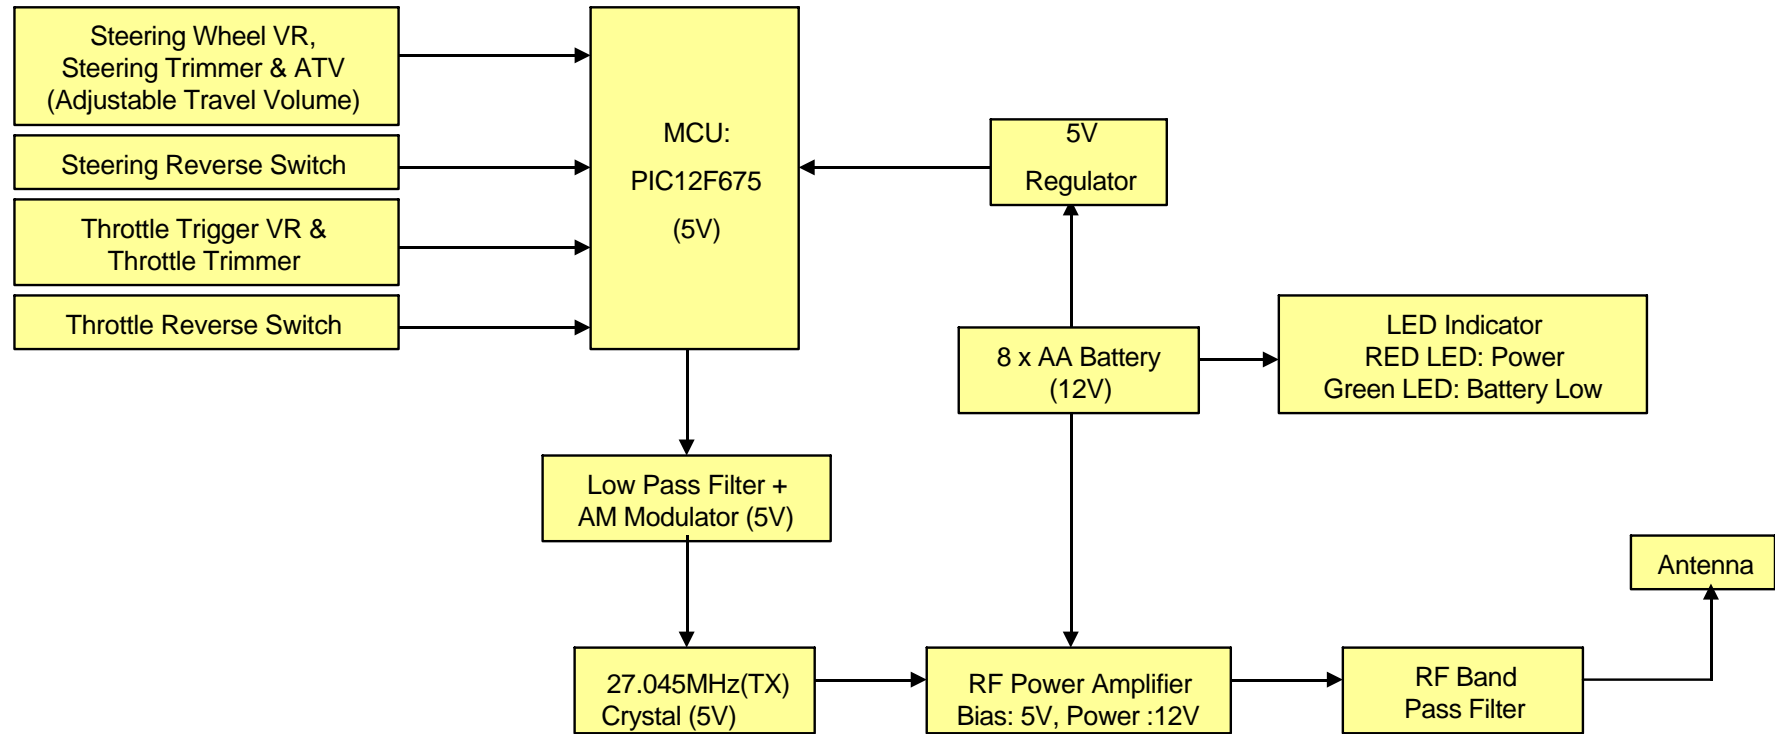 Steering Wheel VR,
Steering Trimmer & ATV
(Adjustable Travel Volume)
Steering Reverse Switch
Throttle Trigger VR &
Throttle Trimmer
Throttle Reverse Switch
MCU:
PIC12F675
(5V)
5V
Regulator
8 x AA Battery
(12V)
LED Indicator
RED LED: Power
Green LED: Battery Low
Low Pass Filter +
AM Modulator (5V)
27.045MHz(TX)
Crystal (5V)
RF Power Amplifier
Bias: 5V, Power :12V
RF Band
Pass Filter
Antenna